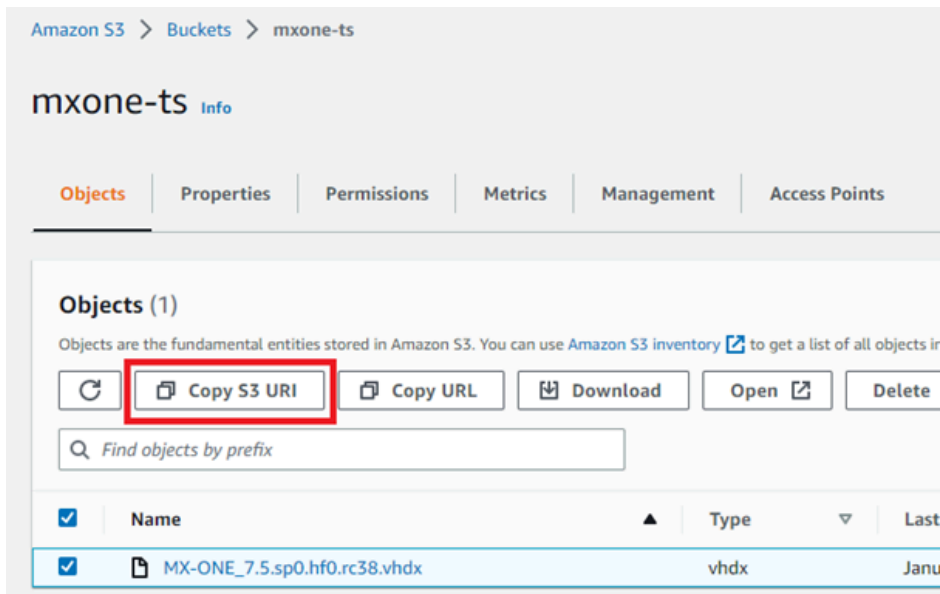 Amazon S3 > Buckets > mxone-ts
mxone-ts Info
Objects Properties Permissions Metrics Management Access Points
Objects (1)
Objects are the fundamental entities stored in Amazon S3. You can use Amazon S3 inventory to get a list of all objects in
Copy S3 URI Copy URL Download Open Delete
Find objects by prefix
Name Type Last
MX-ONE_7.5.sp0.hf0.rc38.vhdx vhdx Janu